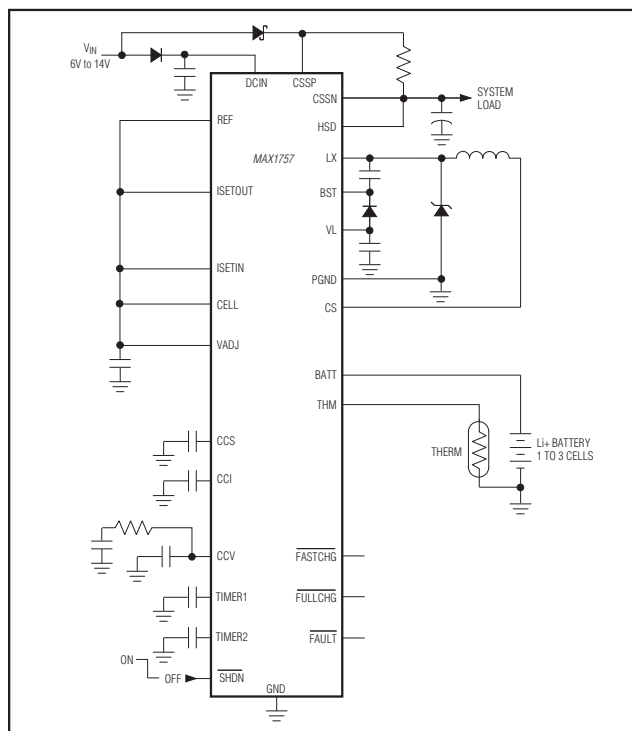 VIN
6V to 14V
DCIN
CSSP
CSSN
SYSTEM
LOAD
HSD
REF
MAX1757
LX
ISETOUT
BST
VL
ISETIN
PGND
CELL
CS
VADJ
BATT
THM
CCS
THERM
Li+ BATTERY
1 TO 3 CELLS
CCI
CCV
FASTCHG
TIMER1
FULLCHG
TIMER2
FAULT
ON
OFF
SHDN
GND